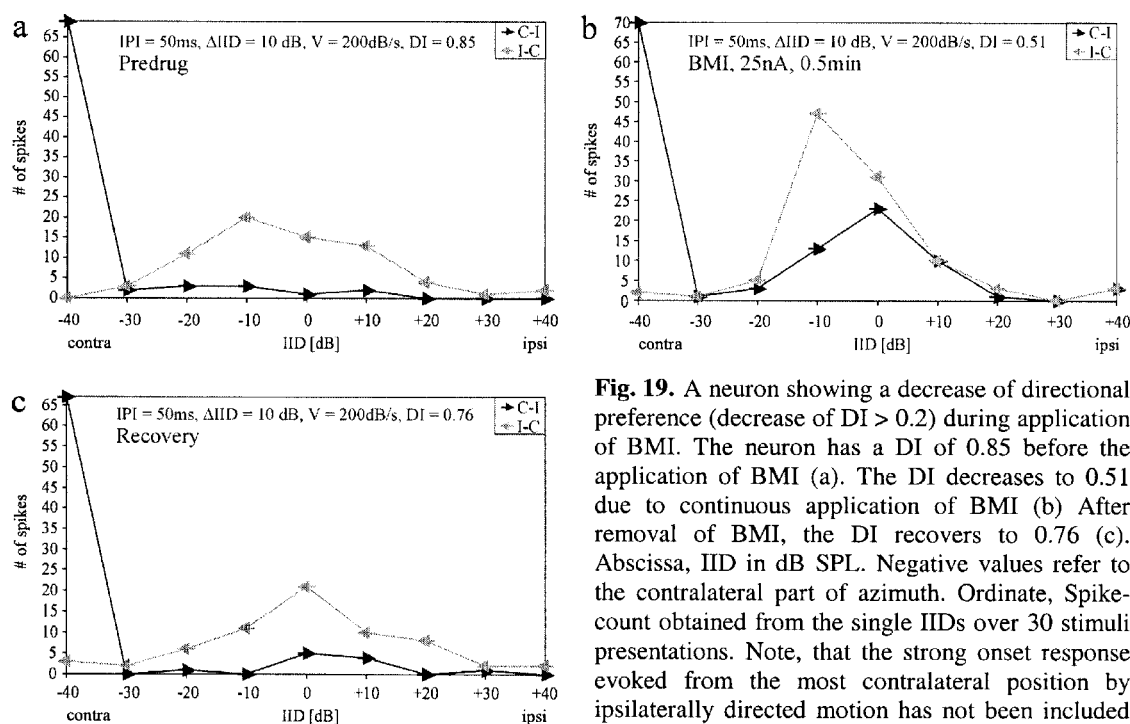 a
65
60
55
50
45
40
35
30
25
20
15
10
5
0
# of spikes
IPI = 50ms, ΔIID = 10 dB, V = 200dB/s, DI = 0.85
Predrug
C-I
I-C
-40 -30 -20 -10 0 +10 +20 +30 +40
contra IID [dB] ipsi
b
70
65
60
55
50
45
40
35
30
25
20
15
10
5
0
# of spikes
IPI = 50ms, ΔIID = 10 dB, V = 200dB/s, DI = 0.51
BMI, 25nA, 0.5min
C-I
I-C
-40 -30 -20 -10 0 +10 +20 +30 +40
contra IID [dB] ipsi
c
65
60
55
50
45
40
35
30
25
20
15
10
5
0
# of spikes
IPI = 50ms, ΔIID = 10 dB, V = 200dB/s, DI = 0.76
Recovery
C-I
I-C
-40 -30 -20 -10 0 +10 +20 +30 +40
contra IID [dB] ipsi
Fig. 19. A neuron showing a decrease of directional
preference (decrease of DI > 0.2) during application
of BMI. The neuron has a DI of 0.85 before the
application of BMI (a). The DI decreases to 0.51
due to continuous application of BMI (b) After
removal of BMI, the DI recovers to 0.76 (c).
Abscissa, IID in dB SPL. Negative values refer to
the contralateral part of azimuth. Ordinate, Spike-
count obtained from the single IIDs over 30 stimuli
presentations. Note, that the strong onset response
evoked from the most contralateral position by
ipsilaterally directed motion has not been included